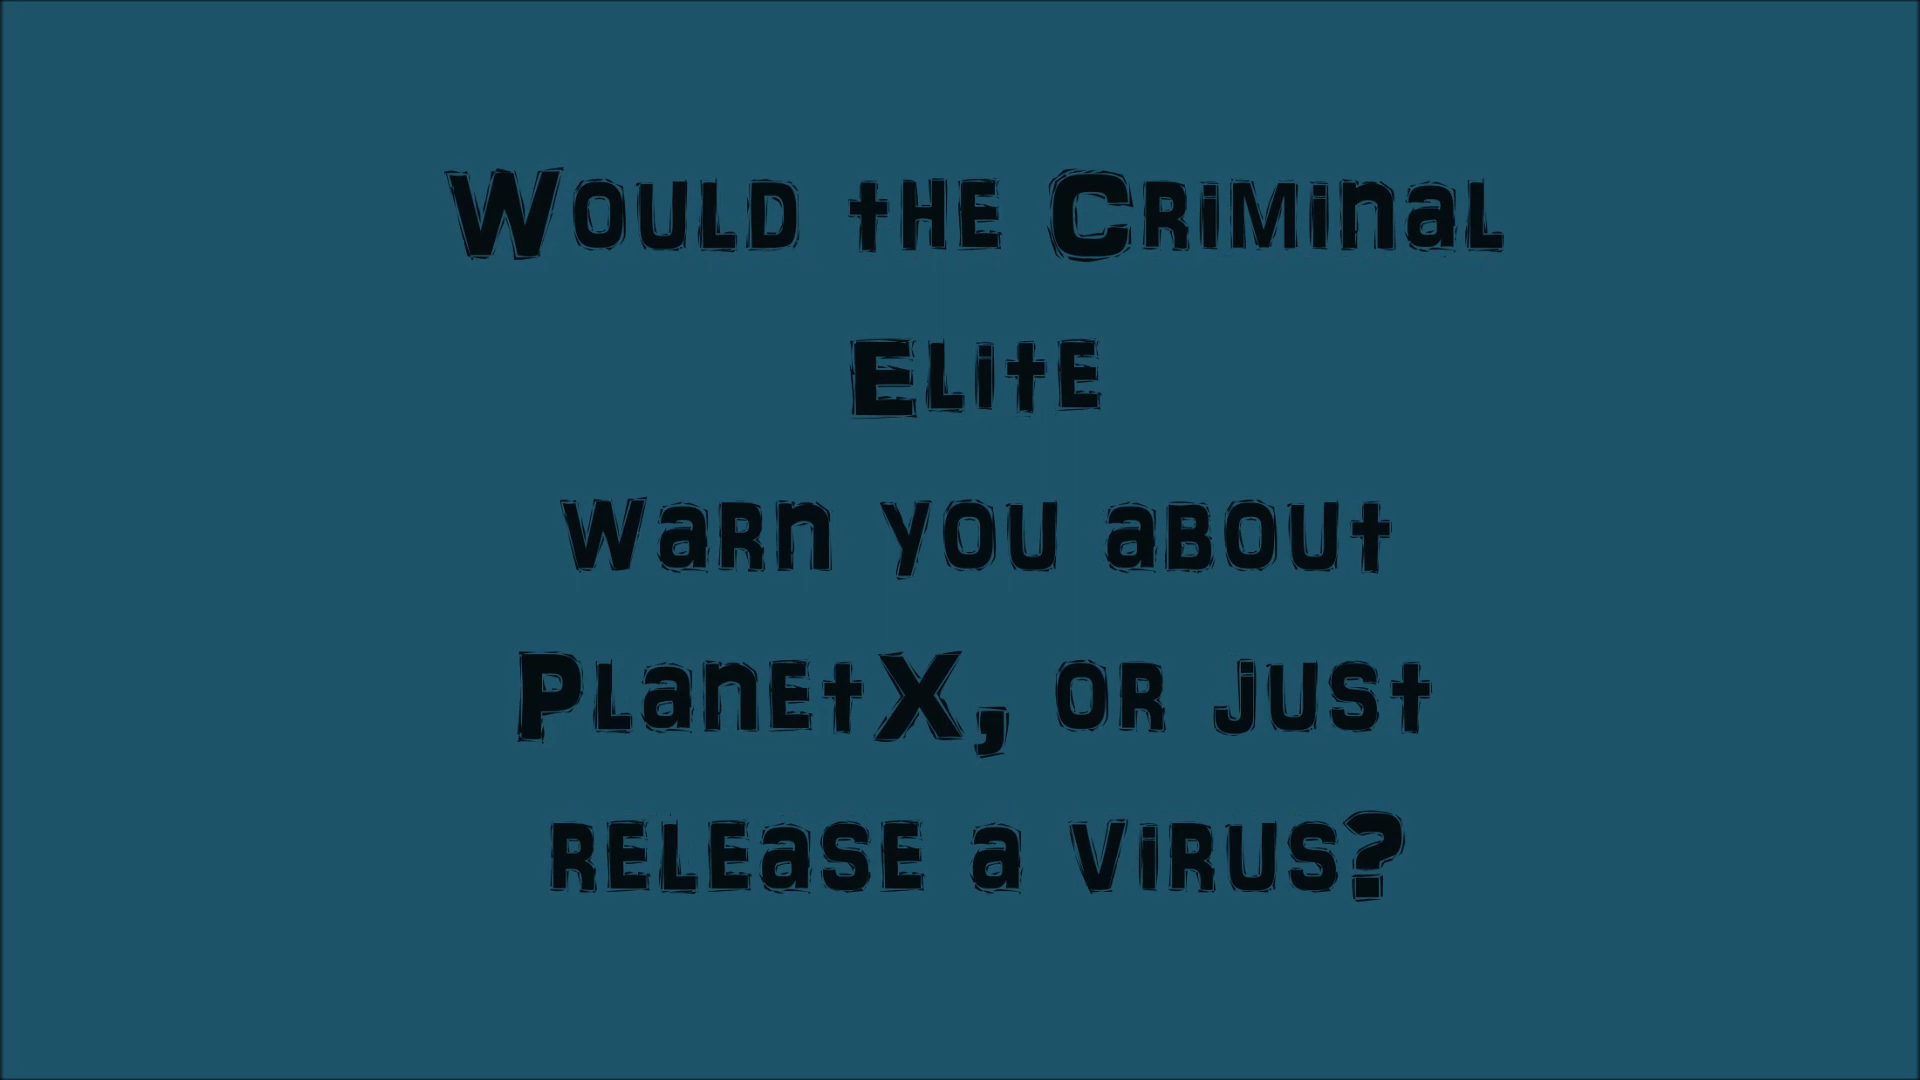 Would the Criminal
Elite
warn you about
PlanetX, or just
release a virus?